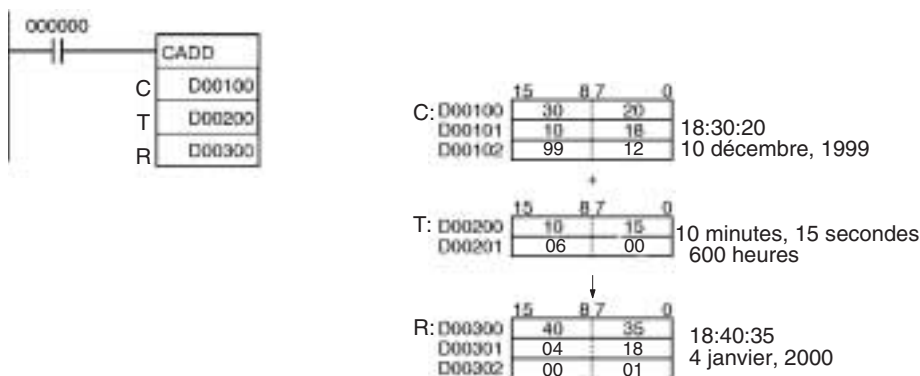 000000
CADD
C D00100
T D00200
R D00300
15 8 7 0
C: D00100 30 20
D00101 10 18
D00102 99 12
18:30:20
10 décembre, 1999
+
15 8 7 0
T: D00200 10 15
D00201 06 00
10 minutes, 15 secondes
600 heures
15 8 7 0
R: D00300 40 35
D00301 04 18
D00302 00 01
18:40:35
4 janvier, 2000